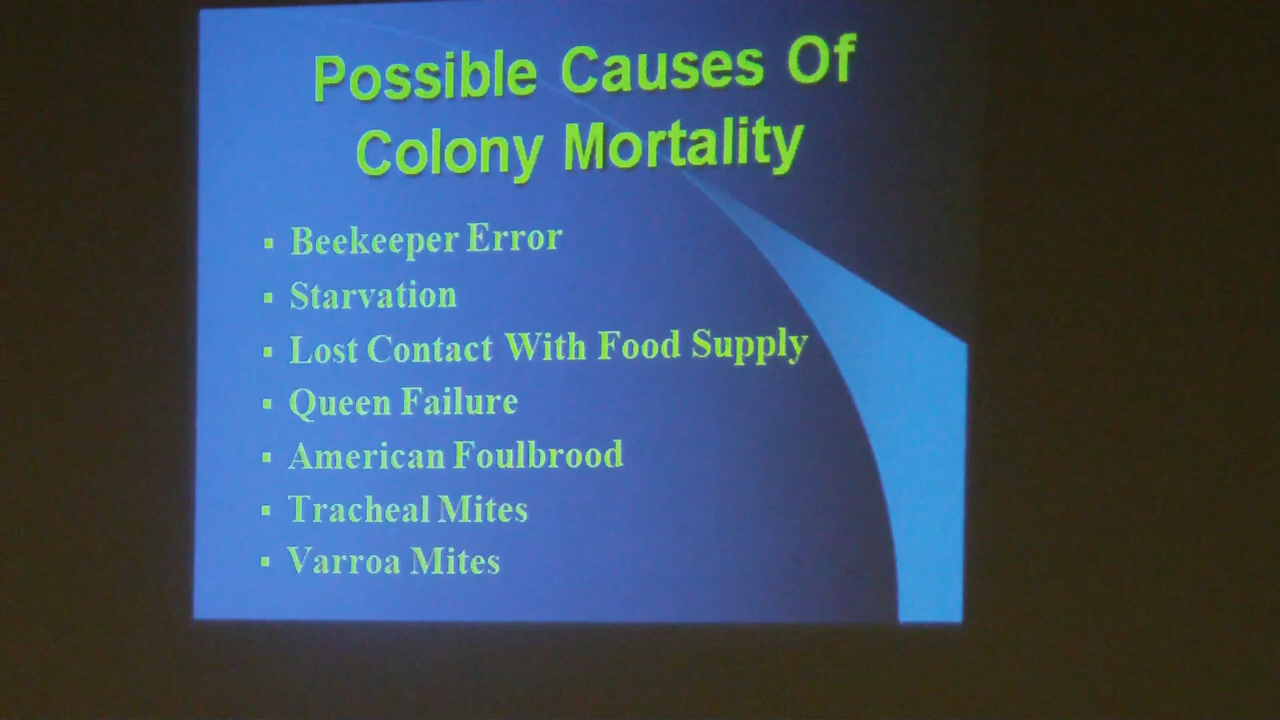 Possible Causes Of
Colony Mortality
▪ Beekeeper Error
▪ Starvation
▪ Lost Contact With Food Supply
▪ Queen Failure
▪ American Foulbrood
▪ Tracheal Mites
▪ Varroa Mites